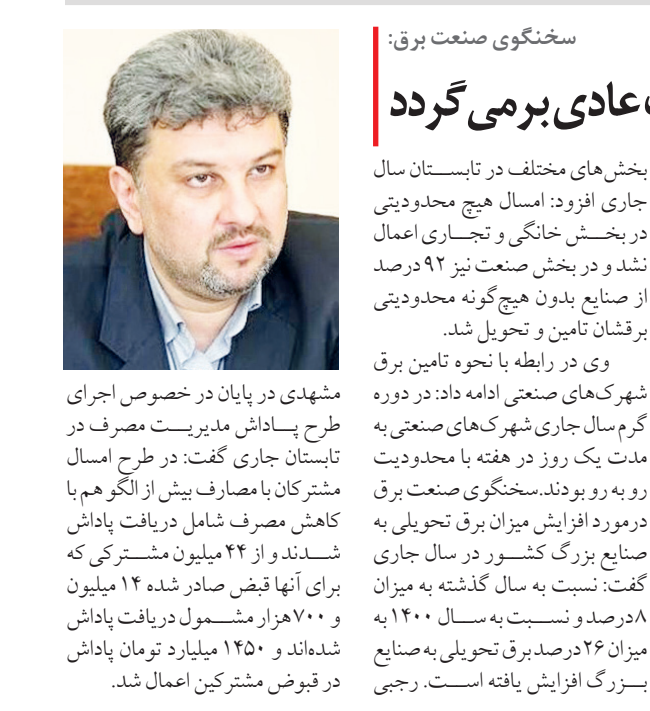 سخنگوی صنعت برق:
عادی برمی‌گردد
بخش‌های مختلف در تابستان سال
جاری افزود: امسال هیچ محدودیتی
در بخش خانگی و تجاری اعمال
نشد و در بخش صنعت نیز ۹۲ درصد
از صنایع بدون هیچ‌گونه محدودیتی
برقشان تامین و تحویل شد.
وی در رابطه با نحوه تامین برق
شهرک‌های صنعتی ادامه داد: در دوره
گرم سال جاری شهرک‌های صنعتی به
مدت یک روز در هفته با محدودیت
رو به رو بودند.سخنگوی صنعت برق
درمورد افزایش میزان برق تحویلی به
صنایع بزرگ کشور در سال جاری
گفت: نسبت به سال گذشته به میزان
۸درصد و نسبت به سال ۱۴۰۰ به
میزان ۲۶درصد برق تحویلی به صنایع
بزرگ افزایش یافته است. رجبی
مشهدی در پایان در خصوص اجرای
طرح پاداش مدیریت مصرف در
تابستان جاری گفت: در طرح امسال
مشترکان با مصارف بیش از الگو هم با
کاهش مصرف شامل دریافت پاداش
شدند و از ۴۴ میلیون مشترکی که
برای آنها قبض صادر شده ۱۴ میلیون
و ۷۰۰هزار مشمول دریافت پاداش
شده‌اند و ۱۴۵۰ میلیارد تومان پاداش
در قبوض مشترکین اعمال شد.